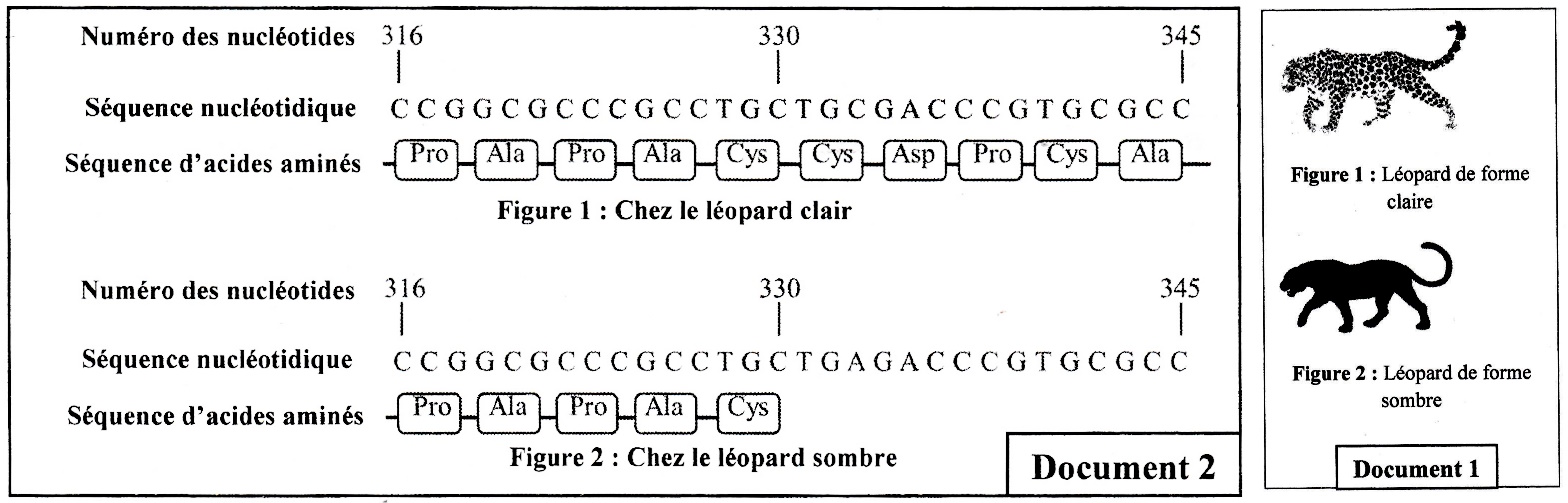 Numéro des nucléotides 316 330 345
Séquence nucléotidique C C G G C G C C C G C C T G C T G C G A C C C G T G C G C C
Séquence d'acides aminés Pro Ala Pro Ala Cys Cys Asp Pro Cys Ala
Figure 1 : Chez le léopard clair
Numéro des nucléotides 316 330 345
Séquence nucléotidique C C G G C G C C C G C C T G C T G A G A C C C G T G C G C C
Séquence d'acides aminés Pro Ala Pro Ala Cys
Figure 2 : Chez le léopard sombre
Document 2
Figure 1 : Léopard de forme
claire
Figure 2 : Léopard de forme
sombre
Document 1